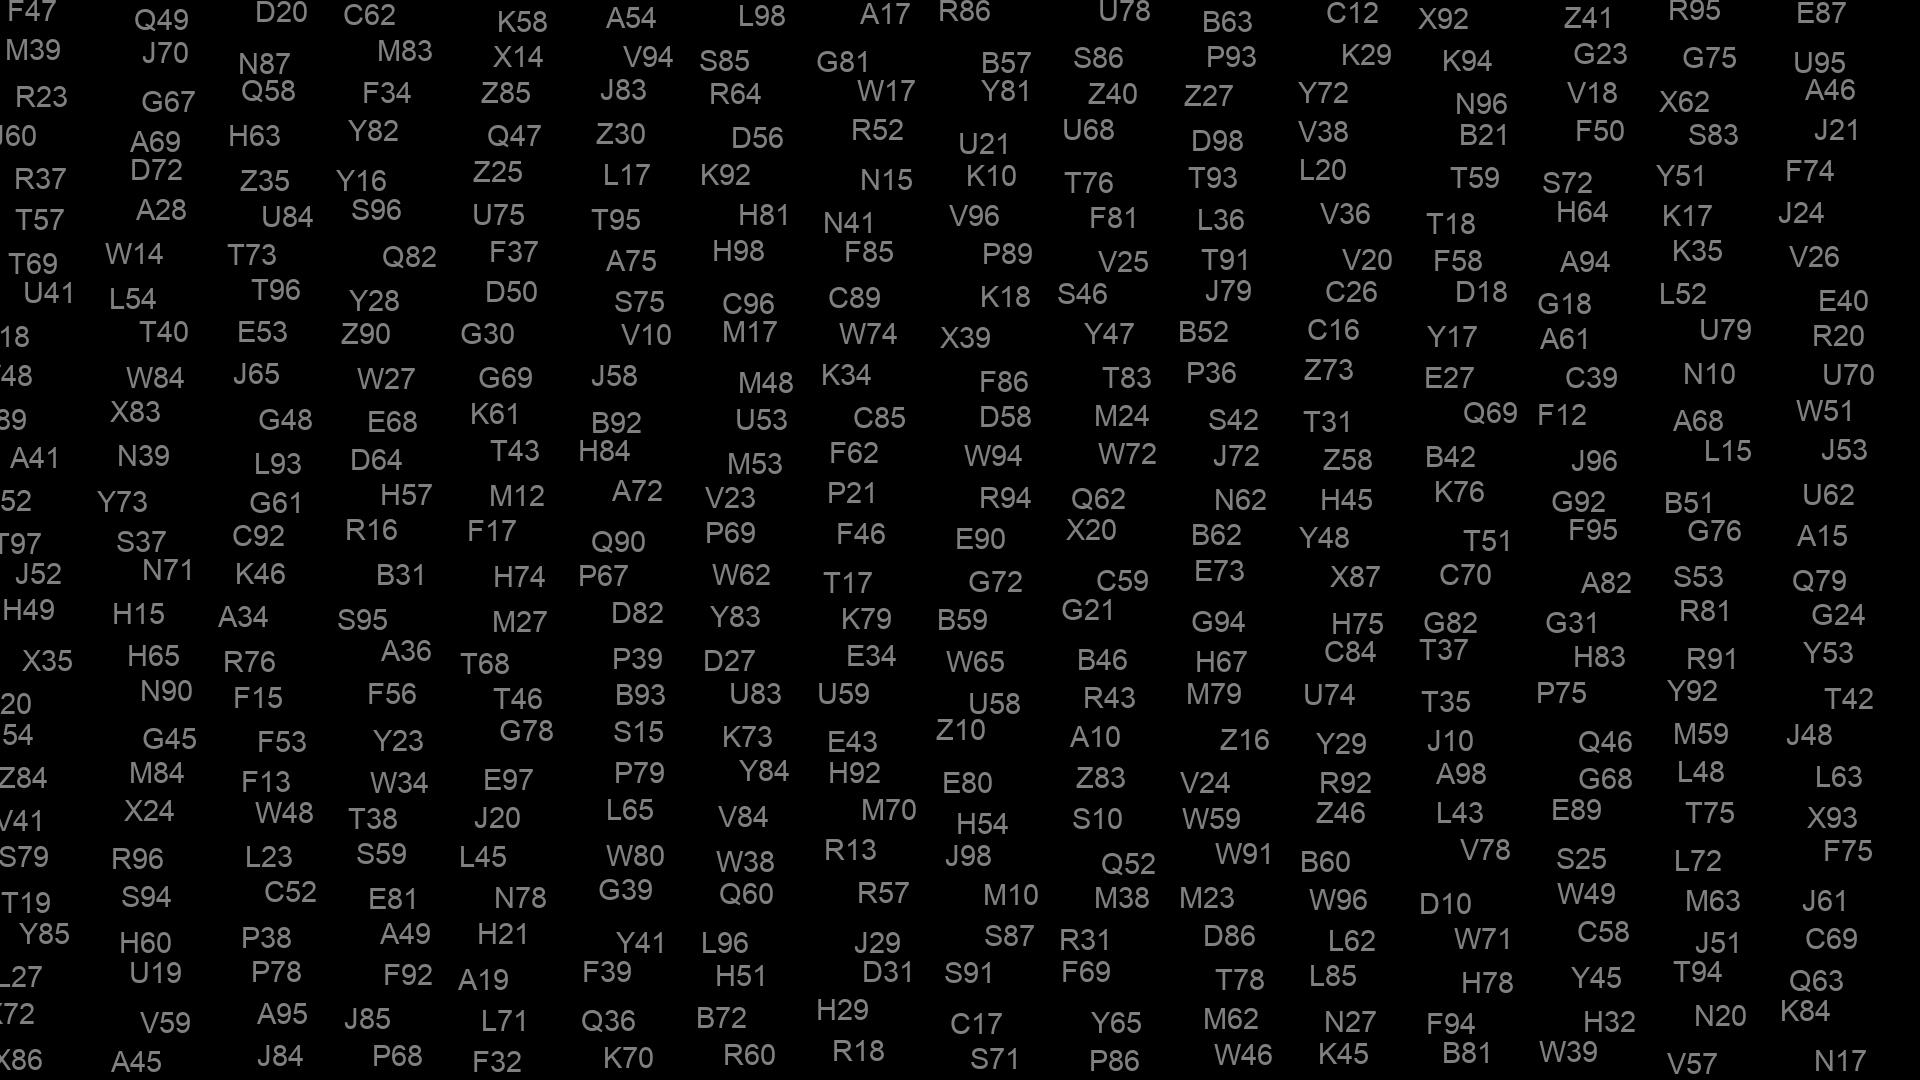 F47 Q49 D20 C62 K58 A54 L98 A17 R86 U78 B63 C12 X92 Z41 R95 E87
M39 J70 N87 M83 X14 V94 S85 G81 B57 S86 P93 K29 K94 G23 G75 U95
R23 G67 Q58 F34 Z85 J83 R64 W17 Y81 Z40 Z27 Y72 N96 V18 X62 A46
J60 A69 H63 Y82 Q47 Z30 D56 R52 U21 U68 D98 V38 B21 F50 S83 J21
R37 D72 Z35 Y16 Z25 L17 K92 N15 K10 T76 T93 L20 T59 S72 Y51 F74
T57 A28 U84 S96 U75 T95 H81 N41 V96 F81 L36 V36 T18 H64 K17 J24
T69 W14 T73 Q82 F37 A75 H98 F85 P89 V25 T91 V20 F58 A94 K35 V26
U41 L54 T96 Y28 D50 S75 C96 C89 K18 S46 J79 C26 D18 G18 L52 E40
18 T40 E53 Z90 G30 V10 M17 W74 X39 Y47 B52 C16 Y17 A61 U79 R20
48 W84 J65 W27 G69 J58 M48 K34 F86 T83 P36 Z73 E27 C39 N10 U70
89 X83 G48 E68 K61 B92 U53 C85 D58 M24 S42 T31 Q69 F12 A68 W51
A41 N39 L93 D64 T43 H84 M53 F62 W94 W72 J72 Z58 B42 J96 L15 J53
52 Y73 G61 H57 M12 A72 V23 P21 R94 Q62 N62 H45 K76 G92 B51 U62
T97 S37 C92 R16 F17 Q90 P69 F46 E90 X20 B62 Y48 T51 F95 G76 A15
J52 N71 K46 B31 H74 P67 W62 T17 G72 C59 E73 X87 C70 A82 S53 Q79
H49 H15 A34 S95 M27 D82 Y83 K79 B59 G21 G94 H75 G82 G31 R81 G24
X35 H65 R76 A36 T68 P39 D27 E34 W65 B46 H67 C84 T37 H83 R91 Y53
20 N90 F15 F56 T46 B93 U83 U59 U58 R43 M79 U74 T35 P75 Y92 T42
54 G45 F53 Y23 G78 S15 K73 E43 Z10 A10 Z16 Y29 J10 Q46 M59 J48
Z84 M84 F13 W34 E97 P79 Y84 H92 E80 Z83 V24 R92 A98 G68 L48 L63
V41 X24 W48 T38 J20 L65 V84 M70 H54 S10 W59 Z46 L43 E89 T75 X93
S79 R96 L23 S59 L45 W80 W38 R13 J98 Q52 W91 B60 V78 S25 L72 F75
T19 S94 C52 E81 N78 G39 Q60 R57 M10 M38 M23 W96 D10 W49 M63 J61
Y85 H60 P38 A49 H21 Y41 L96 J29 S87 R31 D86 L62 W71 C58 J51 C69
L27 U19 P78 F92 A19 F39 H51 D31 S91 F69 T78 L85 H78 Y45 T94 Q63
72 V59 A95 J85 L71 Q36 B72 H29 C17 Y65 M62 N27 F94 H32 N20 K84
X86 A45 J84 P68 F32 K70 R60 R18 S71 P86 W46 K45 B81 W39 V57 N17